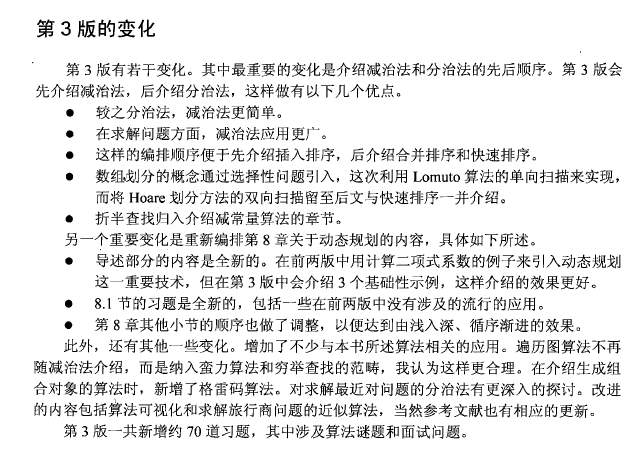 第 3 版的变化
第 3 版有若干变化。其中最重要的变化是介绍减治法和分治法的先后顺序。第 3 版会
先介绍减治法，后介绍分治法，这样做有以下几个优点。
● 较之分治法，减治法更简单。
● 在求解问题方面，减治法应用更广。
● 这样的编排顺序便于先介绍插入排序，后介绍合并排序和快速排序。
● 数组划分的概念通过选择性问题引入，这次利用 Lomuto 算法的单向扫描来实现，
而将 Hoare 划分方法的双向扫描留至后文与快速排序一并介绍。
● 折半查找归入介绍减常量算法的章节。
另一个重要变化是重新编排第 8 章关于动态规划的内容，具体如下所述。
● 导述部分的内容是全新的。在前两版中用计算二项式系数的例子来引入动态规划
这一重要技术，但在第 3 版中会介绍 3 个基础性示例，这样介绍的效果更好。
● 8.1 节的习题是全新的，包括一些在前两版中没有涉及的流行的应用。
● 第 8 章其他小节的顺序也做了调整，以便达到由浅入深、循序渐进的效果。
此外，还有其他一些变化。增加了不少与本书所述算法相关的应用。遍历图算法不再
随减治法介绍，而是纳入蛮力算法和穷举查找的范畴，我认为这样更合理。在介绍生成组
合对象的算法时，新增了格雷码算法。对求解最近对问题的分治法有更深入的探讨。改进
的内容包括算法可视化和求解旅行商问题的近似算法，当然参考文献也有相应的更新。
第 3 版一共新增约 70 道习题，其中涉及算法谜题和面试问题。